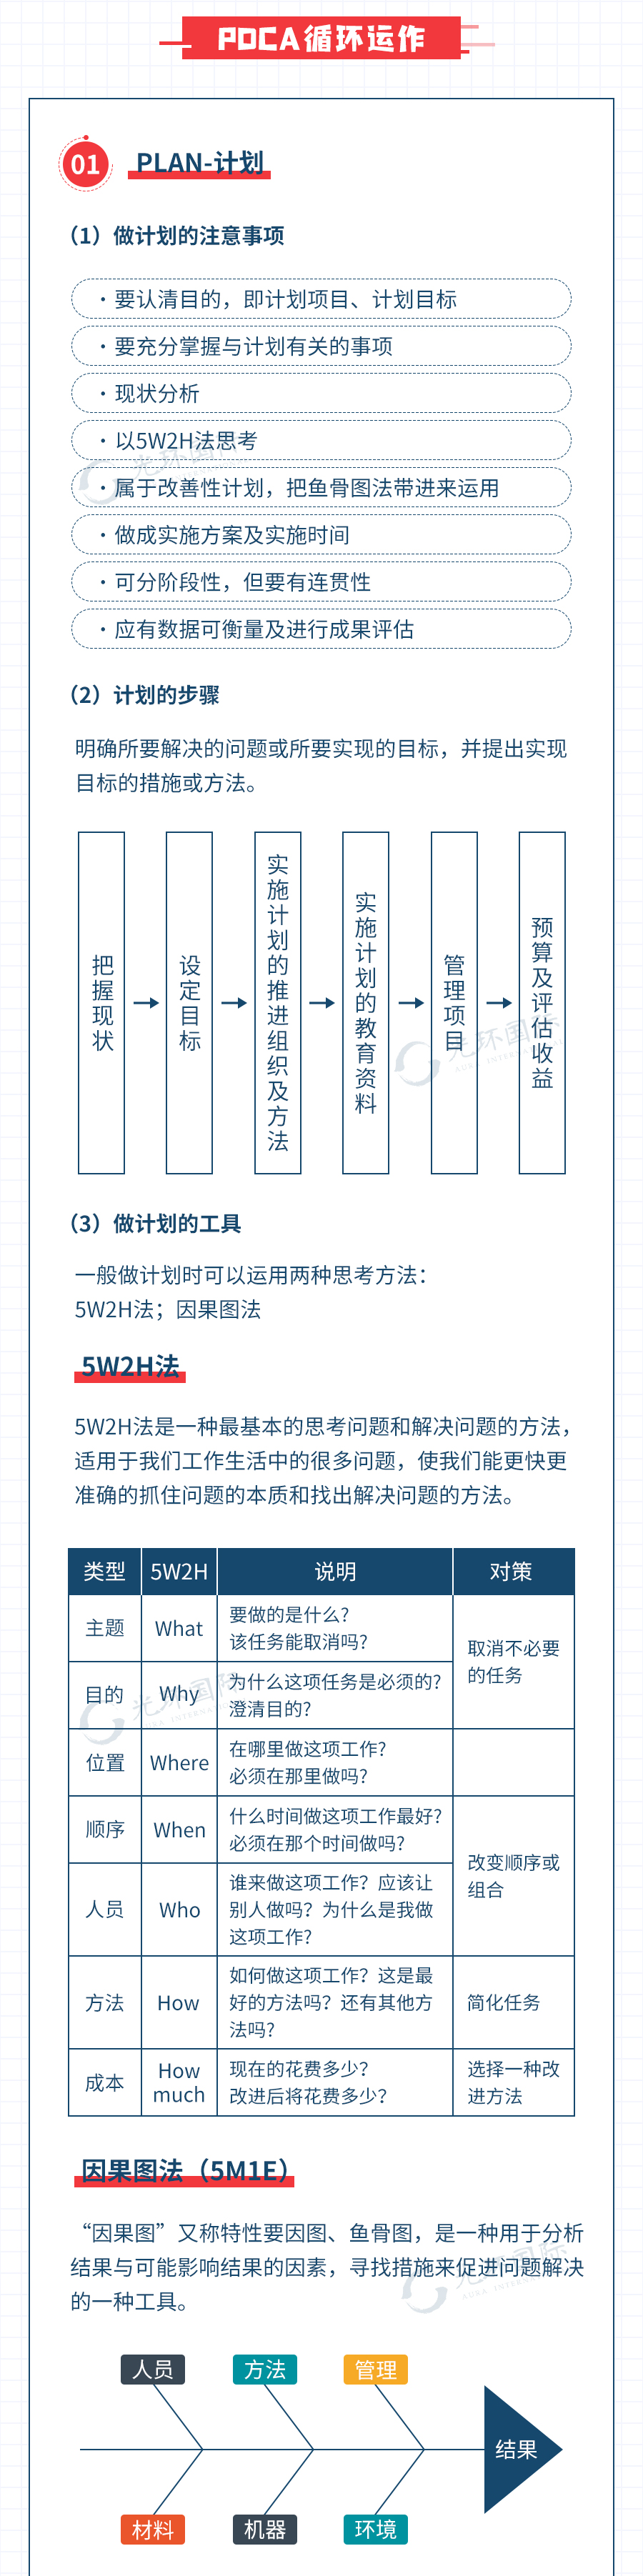 PDCA循环运作
01
PLAN-计划
（1）做计划的注意事项
· 要认清目的，即计划项目、计划目标
· 要充分掌握与计划有关的事项
· 现状分析
· 以5W2H法思考
· 属于改善性计划，把鱼骨图法带进来运用
· 做成实施方案及实施时间
· 可分阶段性，但要有连贯性
· 应有数据可衡量及进行成果评估
（2）计划的步骤
明确所要解决的问题或所要实现的目标，并提出实现
目标的措施或方法。
把握现状
设定目标
实施计划的推进组织及方法
实施计划的教育资料
管理项目
预算及评估收益
（3）做计划的工具
一般做计划时可以运用两种思考方法：
5W2H法；因果图法
5W2H法
5W2H法是一种最基本的思考问题和解决问题的方法，
适用于我们工作生活中的很多问题，使我们能更快更
准确的抓住问题的本质和找出解决问题的方法。
类型 5W2H 说明 对策
主题 What
要做的是什么？
该任务能取消吗？
取消不必要
的任务
目的 Why
为什么这项任务是必须的？
澄清目的？
位置 Where
在哪里做这项工作？
必须在那里做吗？
顺序 When
什么时间做这项工作最好？
必须在那个时间做吗？
改变顺序或
组合
人员 Who
谁来做这项工作？应该让
别人做吗？为什么是我做
这项工作？
方法 How
如何做这项工作？这是最
好的方法吗？还有其他方
法吗？
简化任务
成本
How
much
现在的花费多少？
改进后将花费多少？
选择一种改
进方法
因果图法（5M1E）
“因果图”又称特性要因图、鱼骨图，是一种用于分析
结果与可能影响结果的因素，寻找措施来促进问题解决
的一种工具。
人员 方法 管理
结果
材料 机器 环境
光环国际